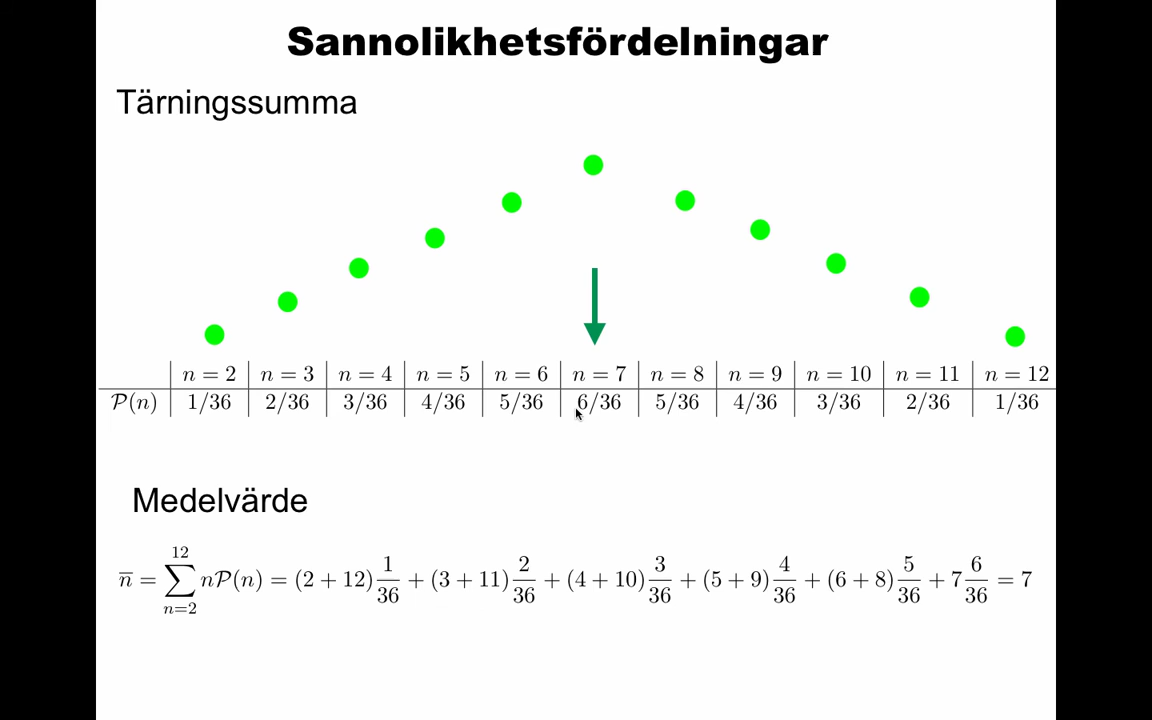 Sannolikhetsfördelningar
Tärningssumma
n = 2 n = 3 n = 4 n = 5 n = 6 n = 7 n = 8 n = 9 n = 10 n = 11 n = 12
𝒫(n) 1/36 2/36 3/36 4/36 5/36 6/36 5/36 4/36 3/36 2/36 1/36
Medelvärde
n̅ = ∑_{n=2}^{12} n𝒫(n) = (2 + 12) 1/36 + (3 + 11) 2/36 + (4 + 10) 3/36 + (5 + 9) 4/36 + (6 + 8) 5/36 + 7 6/36 = 7